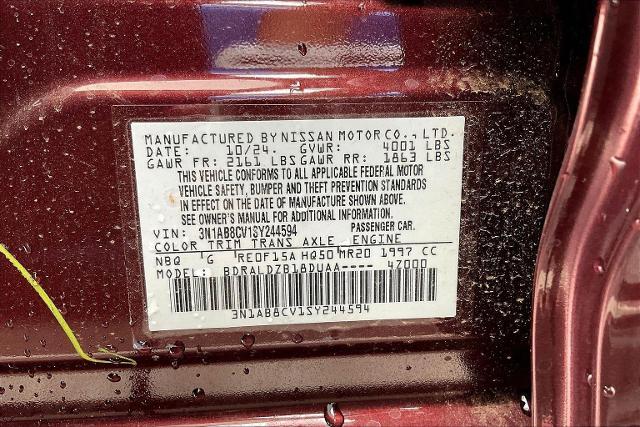 MANUFACTURED BY NISSAN MOTOR CO., LTD.
DATE: 10/24. GVWR: 4001 LBS
GAWR FR: 2161 LBS GAWR RR: 1863 LBS
THIS VEHICLE CONFORMS TO ALL APPLICABLE FEDERAL MOTOR
VEHICLE SAFETY, BUMPER AND THEFT PREVENTION STANDARDS
IN EFFECT ON THE DATE OF MANUFACTURE SHOWN ABOVE.
SEE OWNER'S MANUAL FOR ADDITIONAL INFORMATION.
VIN: 3N1AB8CV1SY244594 PASSENGER CAR.
COLOR TRIM TRANS AXLE ENGINE
NBQ G RE0F15A HQ50 MR20 1997 CC
MODEL: BDRALDZB18DUAA---- 47000
3N1AB8CV1SY244594